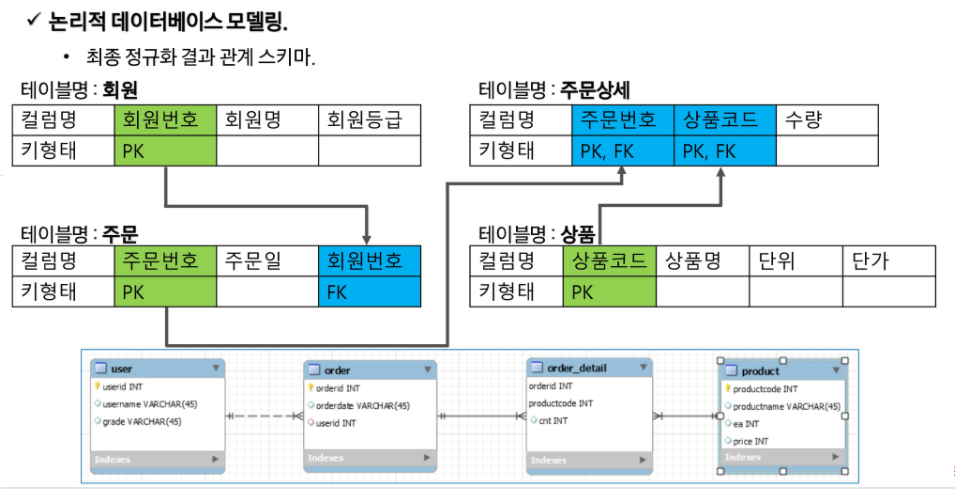 ✓ 논리적 데이터베이스 모델링.
• 최종 정규화 결과 관계 스키마.
테이블명 : 회원
컬럼명 회원번호 회원명 회원등급
키형태 PK
테이블명 : 주문상세
컬럼명 주문번호 상품코드 수량
키형태 PK, FK PK, FK
테이블명 : 주문
컬럼명 주문번호 주문일 회원번호
키형태 PK FK
테이블명 : 상품
컬럼명 상품코드 상품명 단위 단가
키형태 PK
user
userid INT
username VARCHAR(45)
grade VARCHAR(45)
Indexes
order
orderid INT
orderdate VARCHAR(45)
userid INT
Indexes
order_detail
orderid INT
productcode INT
cnt INT
Indexes
product
productcode INT
productname VARCHAR(45)
ea INT
price INT
Indexes